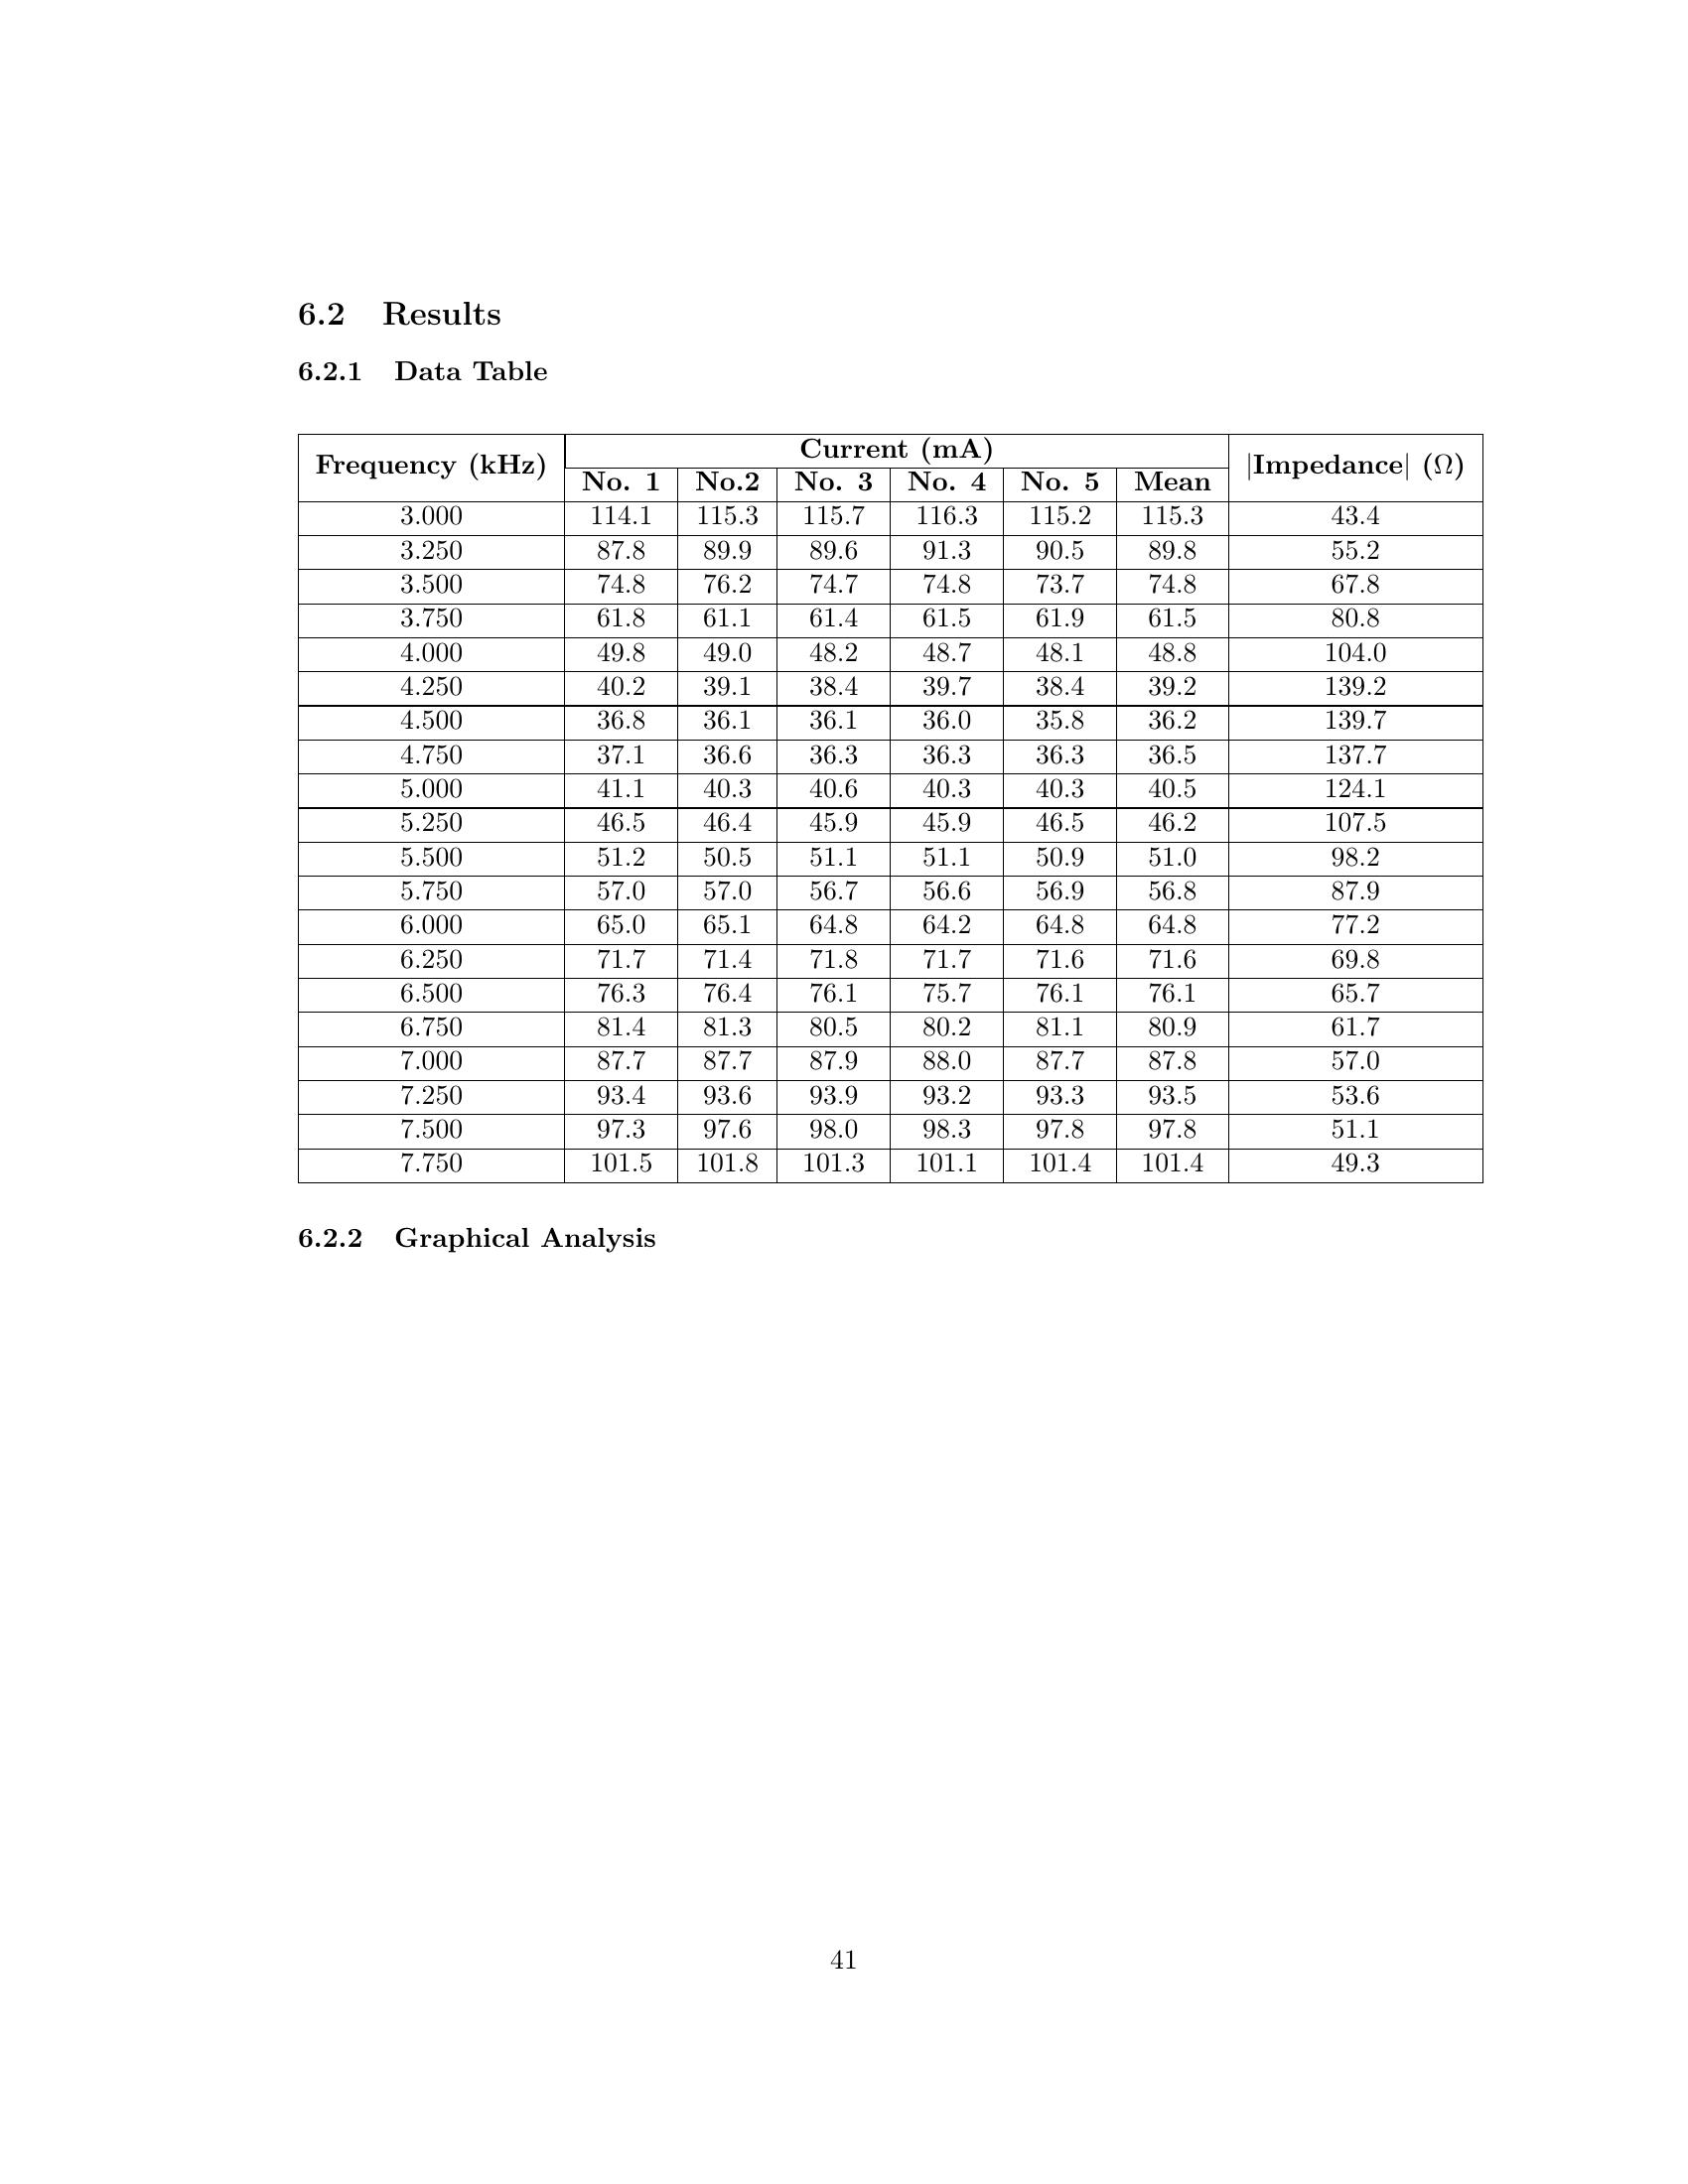 6.2 Results
6.2.1 Data Table
Frequency (kHz) Current (mA) |Impedance| (Ω)
No. 1 No.2 No. 3 No. 4 No. 5 Mean
3.000 114.1 115.3 115.7 116.3 115.2 115.3 43.4
3.250 87.8 89.9 89.6 91.3 90.5 89.8 55.2
3.500 74.8 76.2 74.7 74.8 73.7 74.8 67.8
3.750 61.8 61.1 61.4 61.5 61.9 61.5 80.8
4.000 49.8 49.0 48.2 48.7 48.1 48.8 104.0
4.250 40.2 39.1 38.4 39.7 38.4 39.2 139.2
4.500 36.8 36.1 36.1 36.0 35.8 36.2 139.7
4.750 37.1 36.6 36.3 36.3 36.3 36.5 137.7
5.000 41.1 40.3 40.6 40.3 40.3 40.5 124.1
5.250 46.5 46.4 45.9 45.9 46.5 46.2 107.5
5.500 51.2 50.5 51.1 51.1 50.9 51.0 98.2
5.750 57.0 57.0 56.7 56.6 56.9 56.8 87.9
6.000 65.0 65.1 64.8 64.2 64.8 64.8 77.2
6.250 71.7 71.4 71.8 71.7 71.6 71.6 69.8
6.500 76.3 76.4 76.1 75.7 76.1 76.1 65.7
6.750 81.4 81.3 80.5 80.2 81.1 80.9 61.7
7.000 87.7 87.7 87.9 88.0 87.7 87.8 57.0
7.250 93.4 93.6 93.9 93.2 93.3 93.5 53.6
7.500 97.3 97.6 98.0 98.3 97.8 97.8 51.1
7.750 101.5 101.8 101.3 101.1 101.4 101.4 49.3
6.2.2 Graphical Analysis
41